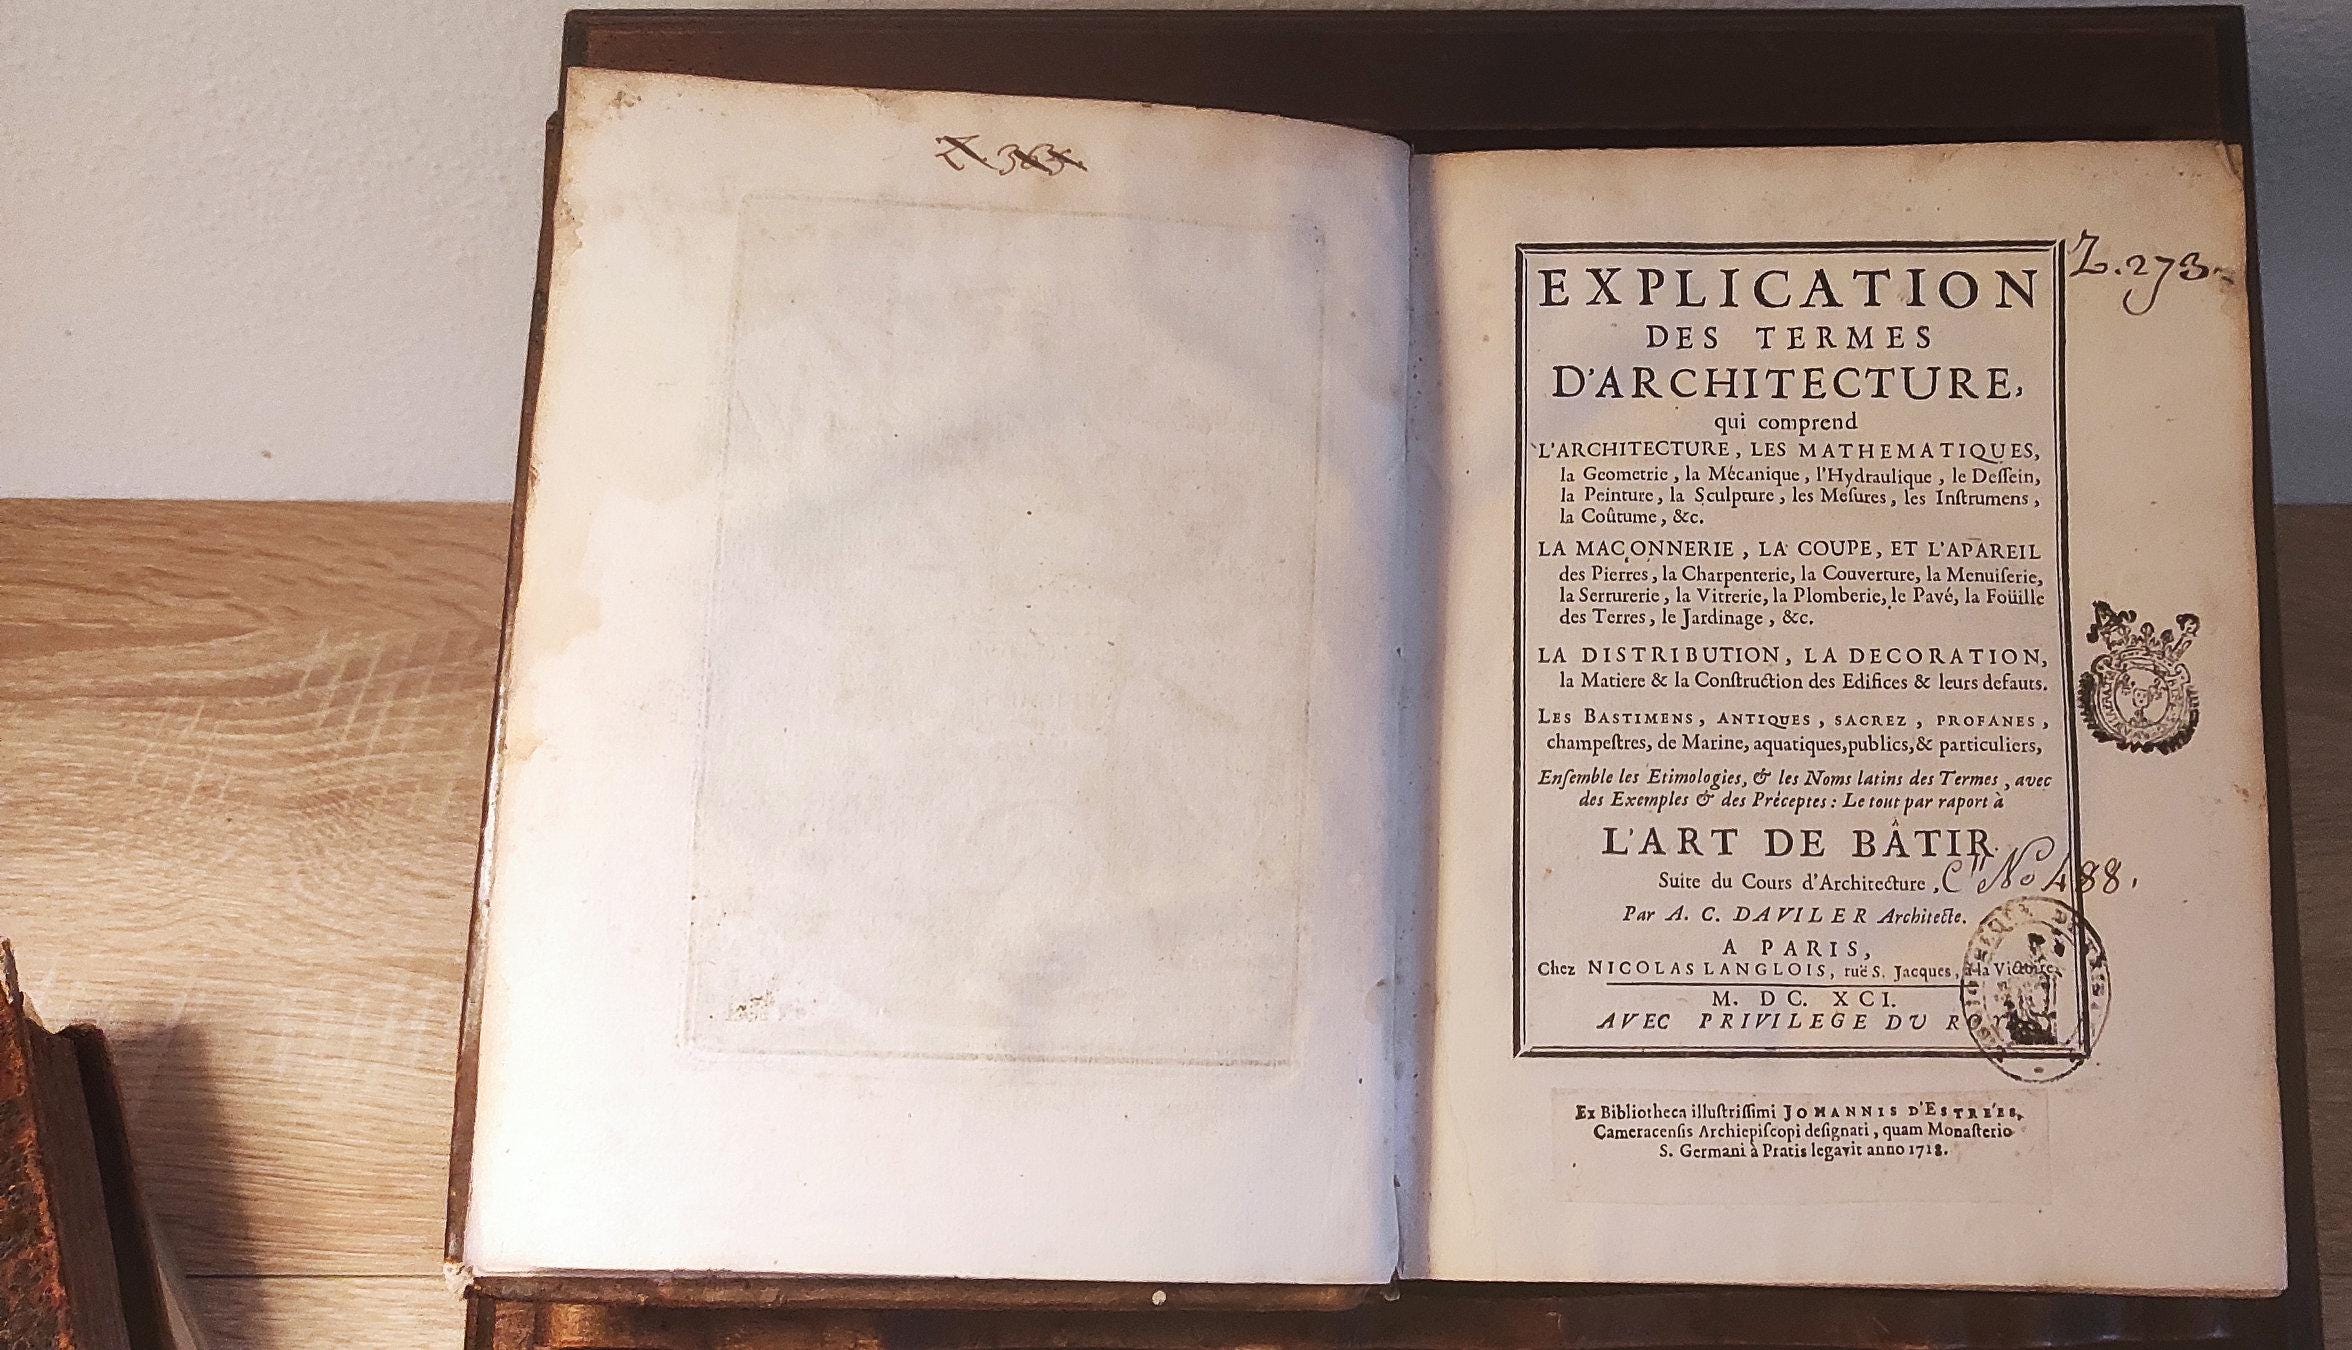 Z. 273.
EXPLICATION
DES TERMES
D'ARCHITECTURE,
qui comprend
L'ARCHITECTURE, LES MATHEMATIQUES,
la Geometrie, la Mécanique, l'Hydraulique, le Deſſein,
la Peinture, la Sculpture, les Meſures, les Inſtrumens,
la Coûtume, &c.
LA MAÇONNERIE, LA COUPE, ET L'APAREIL
des Pierres, la Charpenterie, la Couverture, la Menuiſerie,
la Serrurerie, la Vitrerie, la Plomberie, le Pavé, la Foüille
des Terres, le Jardinage, &c.
LA DISTRIBUTION, LA DECORATION,
la Matiere & la Conſtruction des Edifices & leurs defauts.
LES BASTIMENS, ANTIQUES, SACREZ, PROFANES,
champeſtres, de Marine, aquatiques, publics, & particuliers,
Enſemble les Etimologies, & les Noms latins des Termes, avec
des Exemples & des Préceptes : Le tout par raport à
L'ART DE BÂTIR.
Suite du Cours d'Architecture, C" No 488.
Par A. C. DAVILER Architecte.
A PARIS,
Chez NICOLAS LANGLOIS, ruë S. Jacques, à la Victoire.
M. DC. XCI.
AVEC PRIVILEGE DU RO
Ex Bibliotheca illuſtriſſimi JOHANNIS D'ESTRÉES,
Cameracenſis Archiepiſcopi deſignati, quam Monaſterio
S. Germani à Pratis legavit anno 1718.